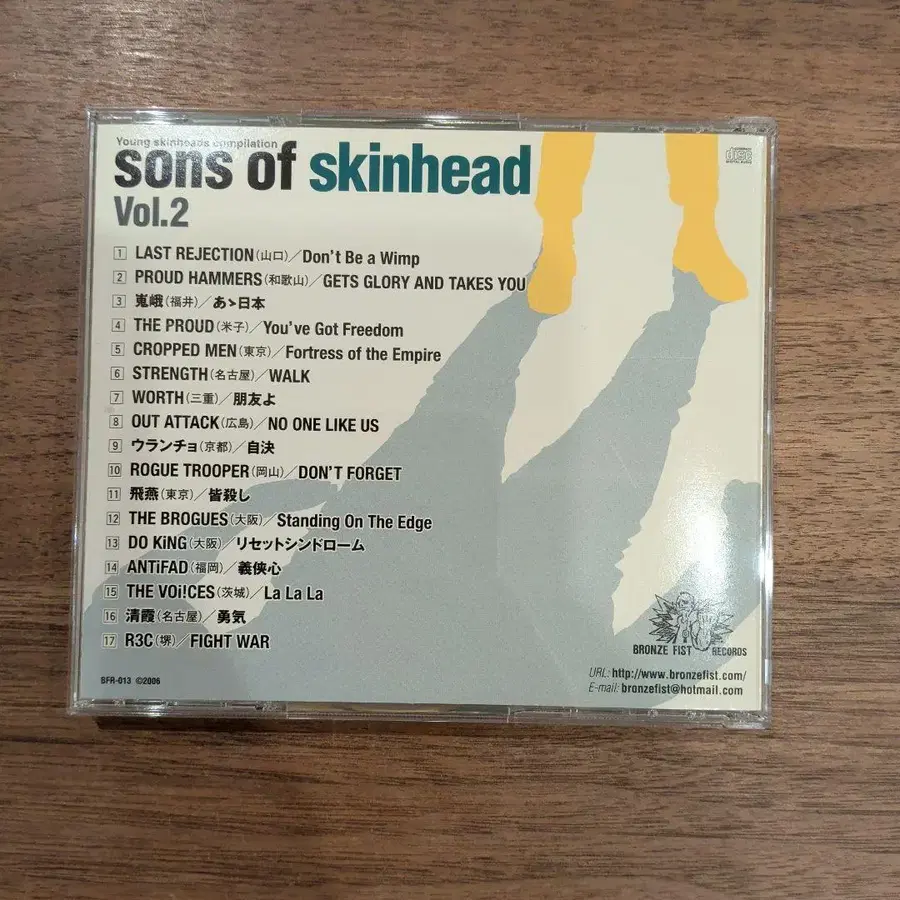 Young skinheads compilation
sons of skinhead
Vol.2
COMPACT
disc
DIGITAL AUDIO
1 LAST REJECTION(山口)/Don't Be a Wimp
2 PROUD HAMMERS(和歌山)/GETS GLORY AND TAKES YOU
3 嵬峨(福井)/あゝ日本
4 THE PROUD(米子)/You've Got Freedom
5 CROPPED MEN(東京)/Fortress of the Empire
6 STRENGTH(名古屋)/WALK
7 WORTH(三重)/朋友よ
8 OUT ATTACK(広島)/NO ONE LIKE US
9 ウランチョ(京都)/自決
10 ROGUE TROOPER(岡山)/DON'T FORGET
11 飛燕(東京)/皆殺し
12 THE BROGUES(大阪)/Standing On The Edge
13 DO KiNG(大阪)/リセットシンドローム
14 ANTiFAD(福岡)/義侠心
15 THE VOi!CES(茨城)/La La La
16 清霞(名古屋)/勇気
17 R3C(堺)/FIGHT WAR
BRONZE FIST RECORDS
URL: http://www.bronzefist.com/
E-mail: bronzefist@hotmail.com
BFR-013 ©2006